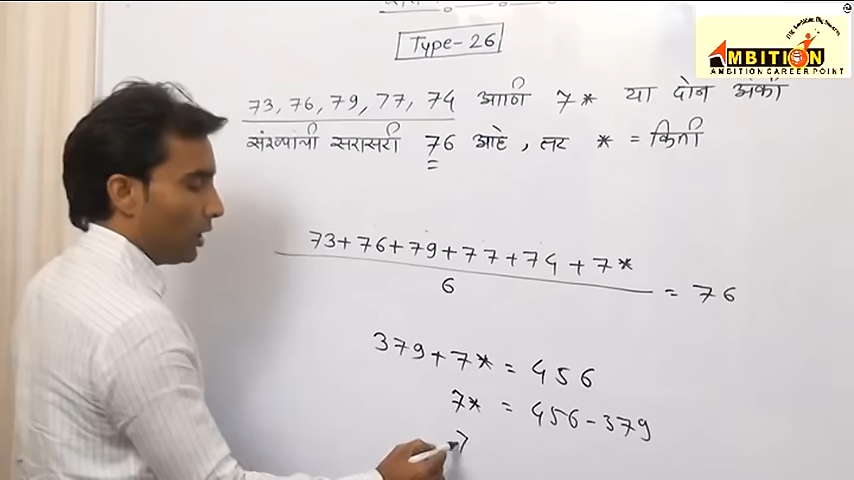 Type-26
AMBITION
AMBITION CAREER POINT
73, 76, 79, 77, 74 आणि 7* या दोन अंकी
संख्यांची सरासरी 76 आहे, तर * = किती
73+76+79+77+74+7*
6
= 76
379+7* = 456
7* = 456-379
7